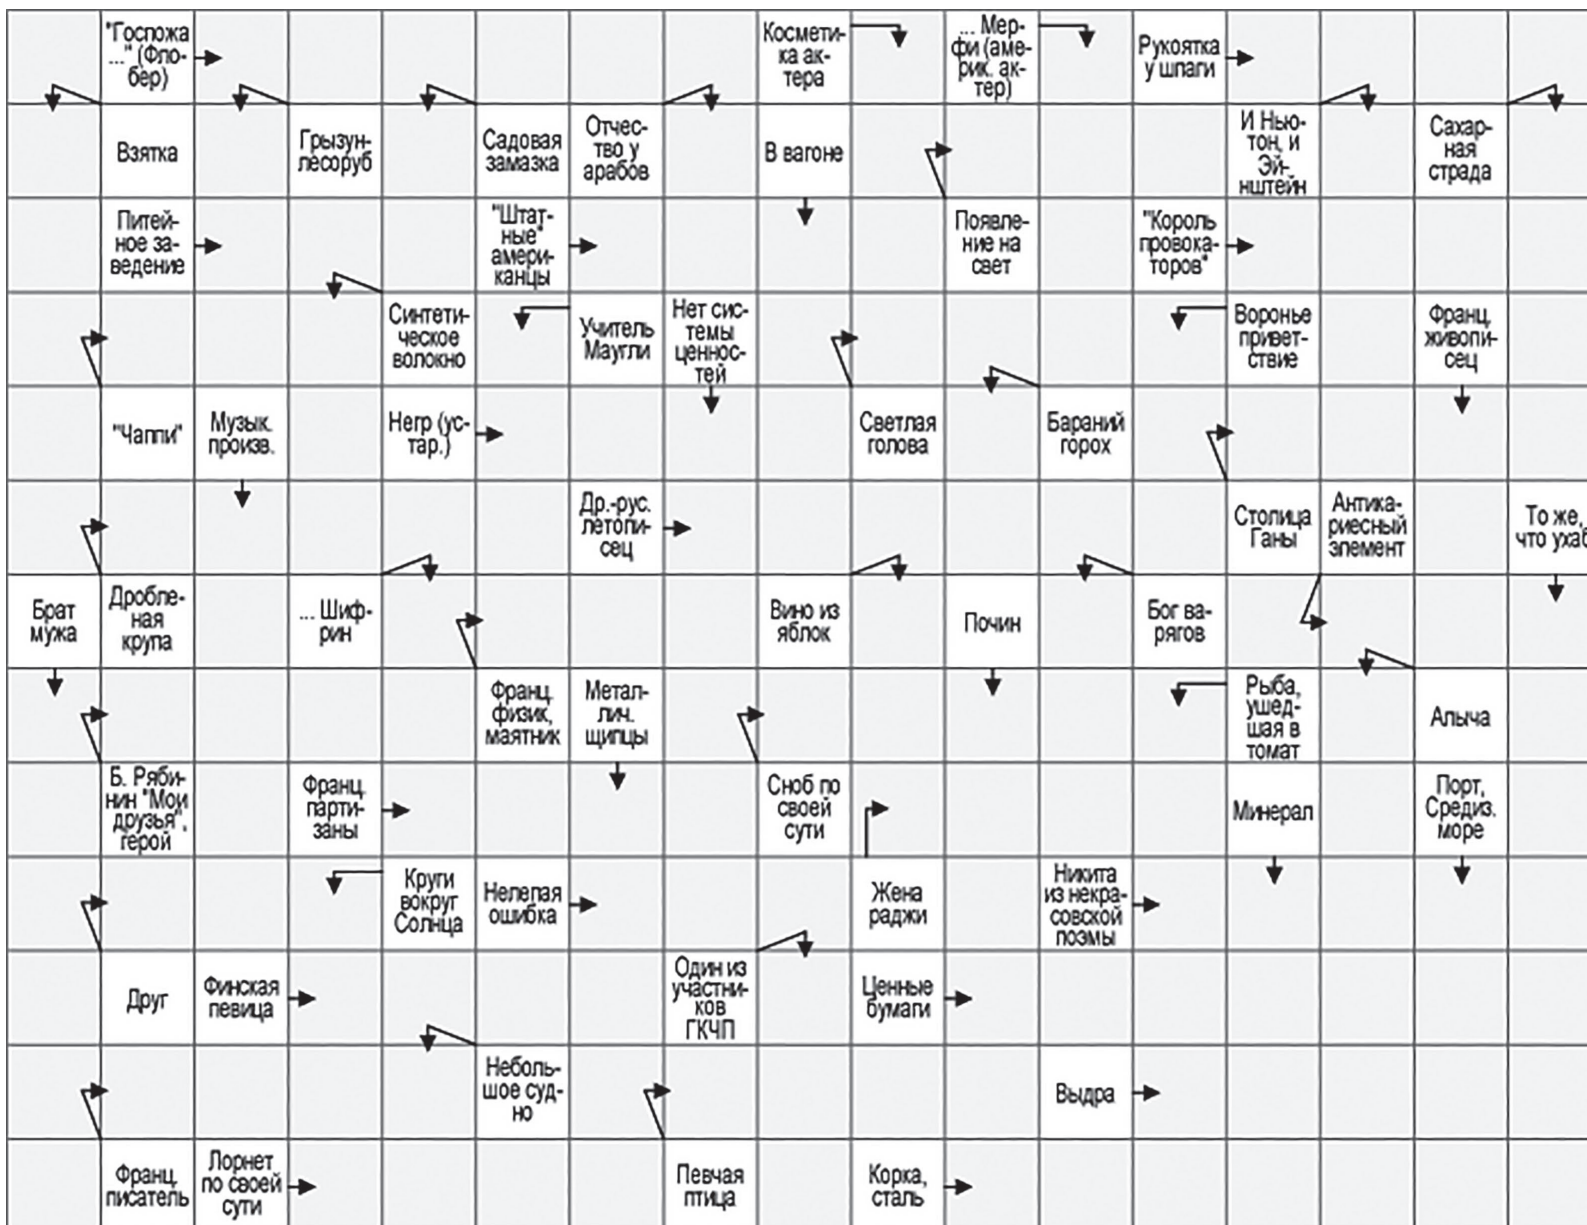 "Госпожа
..." (Фло-
бер)
Космети-
ка ак-
тера
... Мер-
фи (аме-
рик. ак-
тер)
Рукоятка
у шпаги
Взятка
Грызун-
лесоруб
Садовая
замазка
Отчес-
тво у
арабов
В вагоне
И Нью-
тон, и
Эй-
нштейн
Сахар-
ная
страда
Питей-
ное за-
ведение
"Штат-
ные"
амери-
канцы
Появле-
ние на
свет
"Король
провока-
торов"
Синтети-
ческое
волокно
Учитель
Маугли
Нет сис-
темы
ценнос-
тей
Воронье
привет-
ствие
Франц.
живопи-
сец
"Чаппи"
Музык.
произв.
Негр (ус-
тар.)
Светлая
голова
Бараний
горох
Др.-рус.
летопи-
сец
Столица
Ганы
Антика-
риесный
элемент
То же,
что ухаб
Брат
мужа
Дробле-
ная
крупа
... Шиф-
рин
Вино из
яблок
Почин
Бог ва-
рягов
Франц.
физик,
маятник
Метал-
лич.
щипцы
Рыба,
ушед-
шая в
томат
Алыча
Б. Ряби-
нин "Мои
друзья",
герой
Франц.
парти-
заны
Сноб по
своей
сути
Минерал
Порт,
Средиз.
море
Круги
вокруг
Солнца
Нелепая
ошибка
Жена
раджи
Никита
из некра-
совской
поэмы
Друг
Финская
певица
Один из
участни-
ков
ГКЧП
Ценные
бумаги
Неболь-
шое суд-
но
Выдра
Франц.
писатель
Лорнет
по своей
сути
Певчая
птица
Корка,
сталь